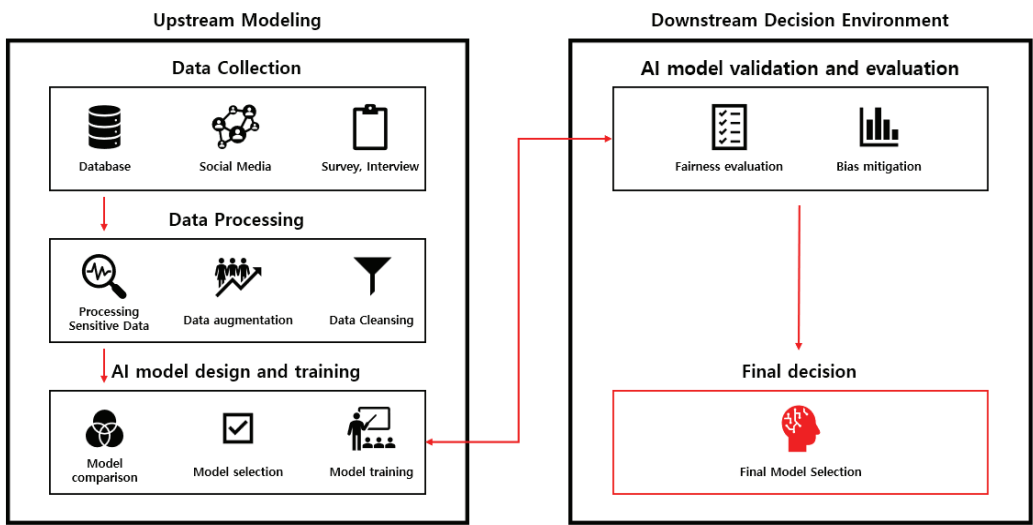 Upstream Modeling
Data Collection
Database
Social Media
Survey, Interview
Data Processing
Processing
Sensitive Data
Data augmentation
Data Cleansing
AI model design and training
Model
comparison
Model selection
Model training
Downstream Decision Environment
AI model validation and evaluation
Fairness evaluation
Bias mitigation
Final decision
Final Model Selection